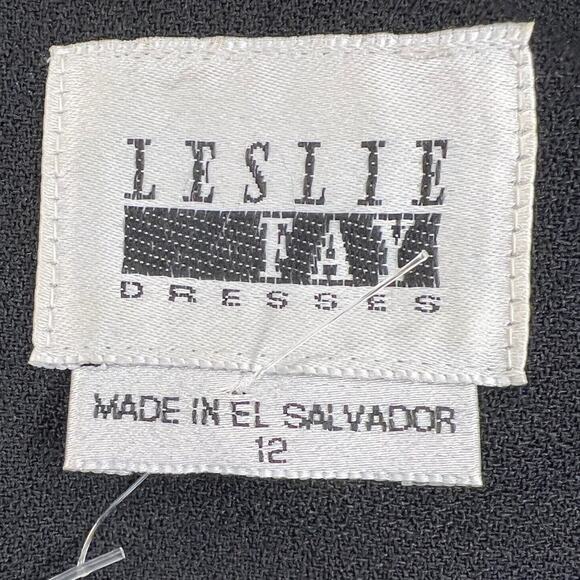 LESLIE
FAY
DRESSES
MADE IN EL SALVADOR
12